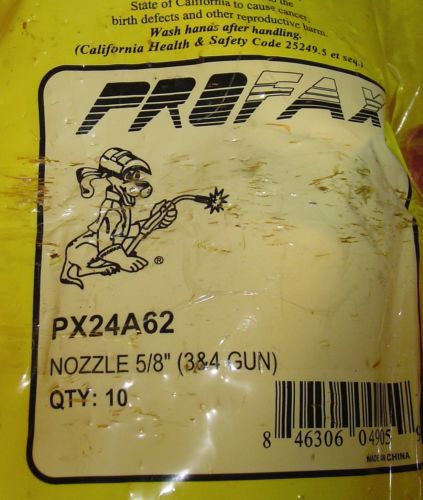 State of California to cause cancer,
birth defects and other reproductive harm.
Wash hands after handling.
(California Health & Safety Code 25249.5 et seq.)
PROFAX
®
PX24A62
NOZZLE 5/8" (3&4 GUN)
QTY: 10
8 46306 04905 9
MADE IN CHINA